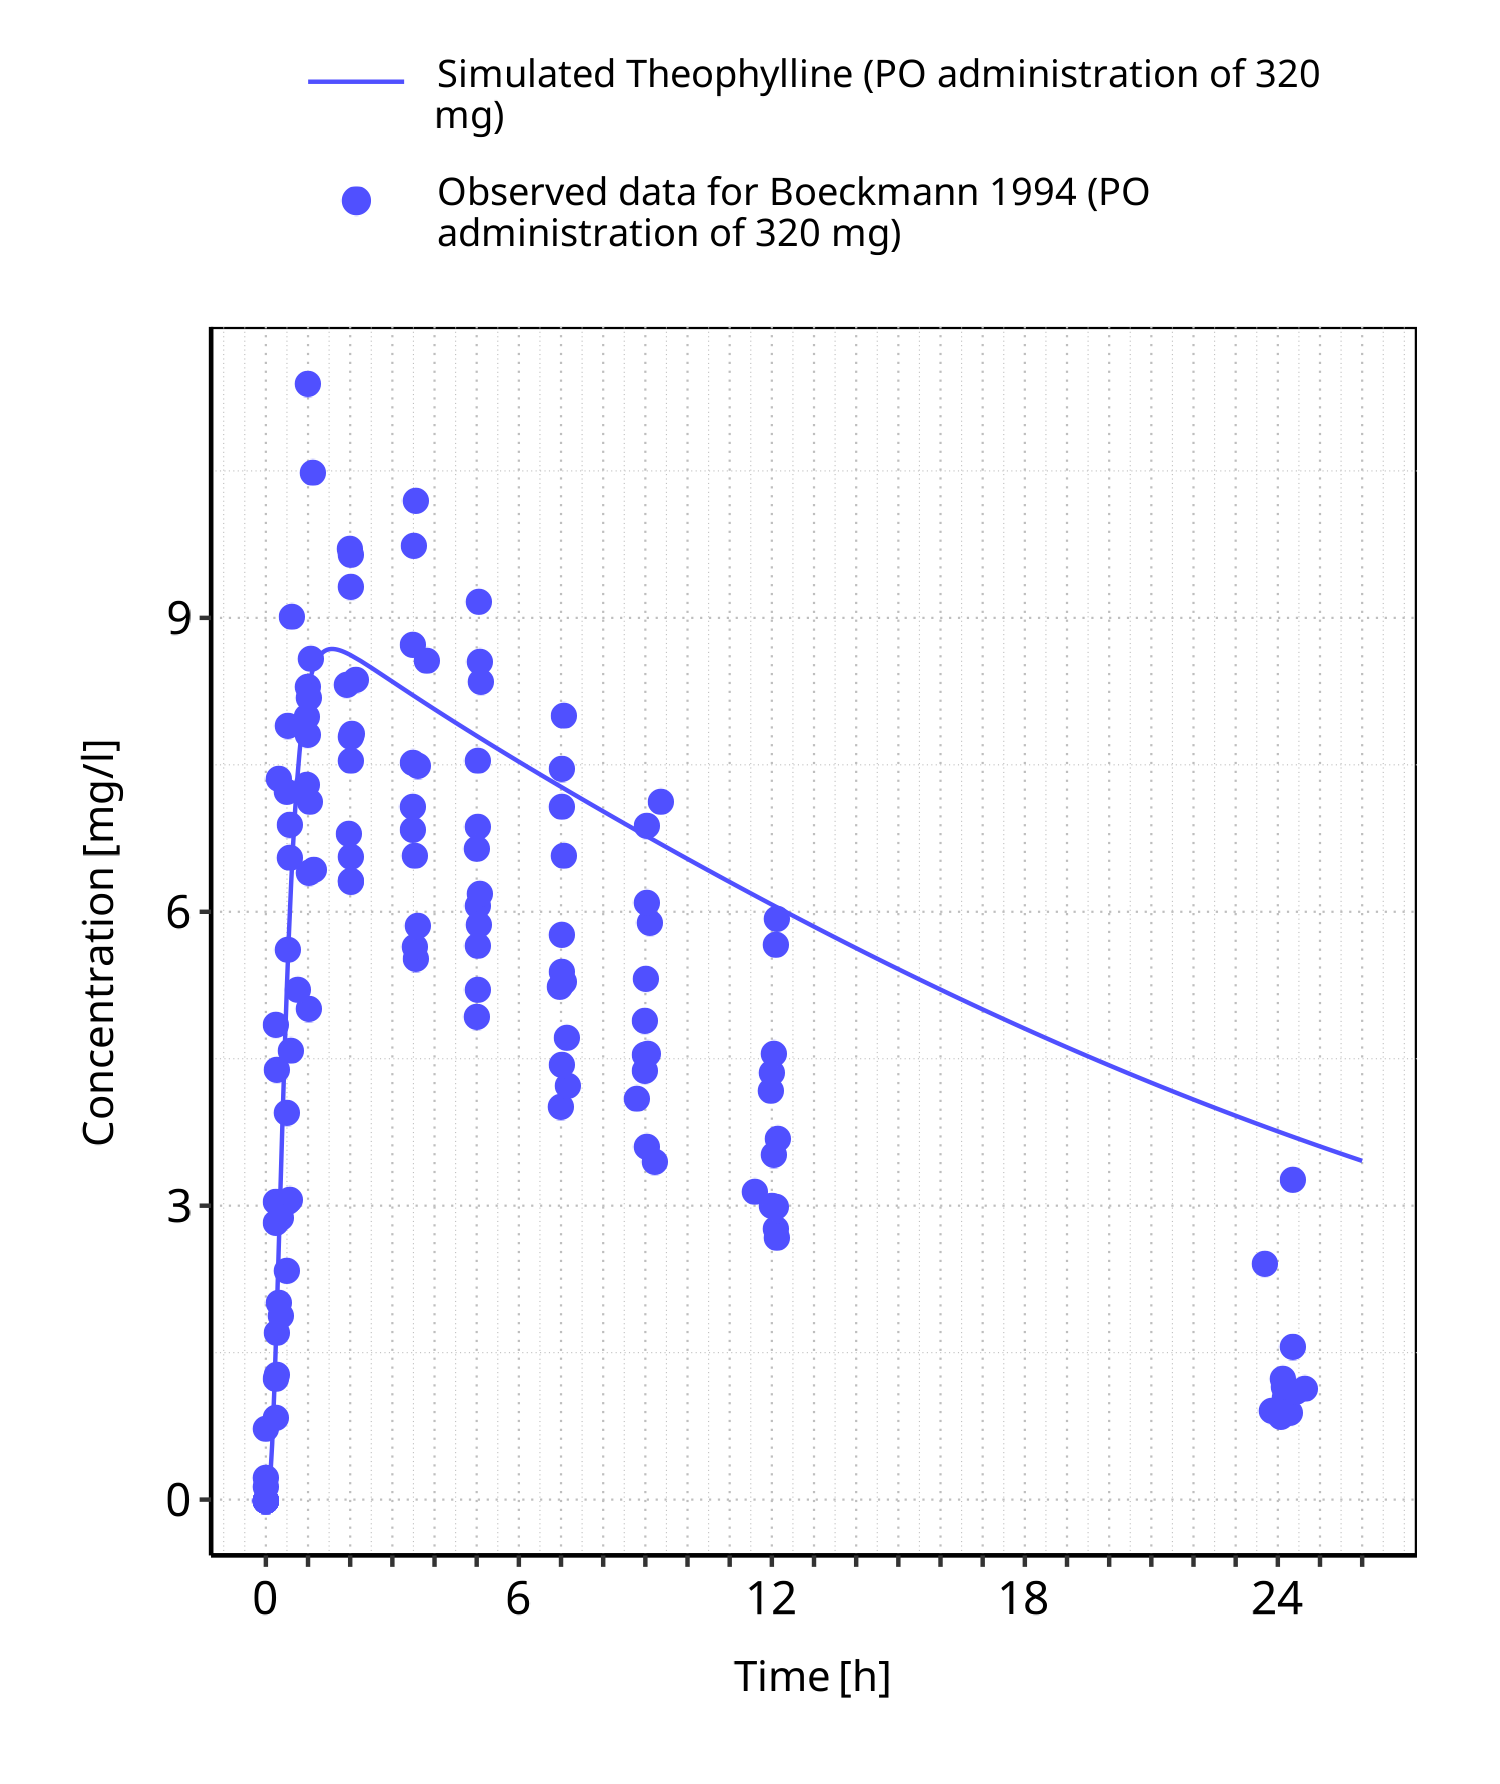 Simulated Theophylline (PO administration of 320
mg)
Observed data for Boeckmann 1994 (PO
administration of 320 mg)
Concentration [mg/l]
9
6
3
0
0 6 12 18 24
Time [h]